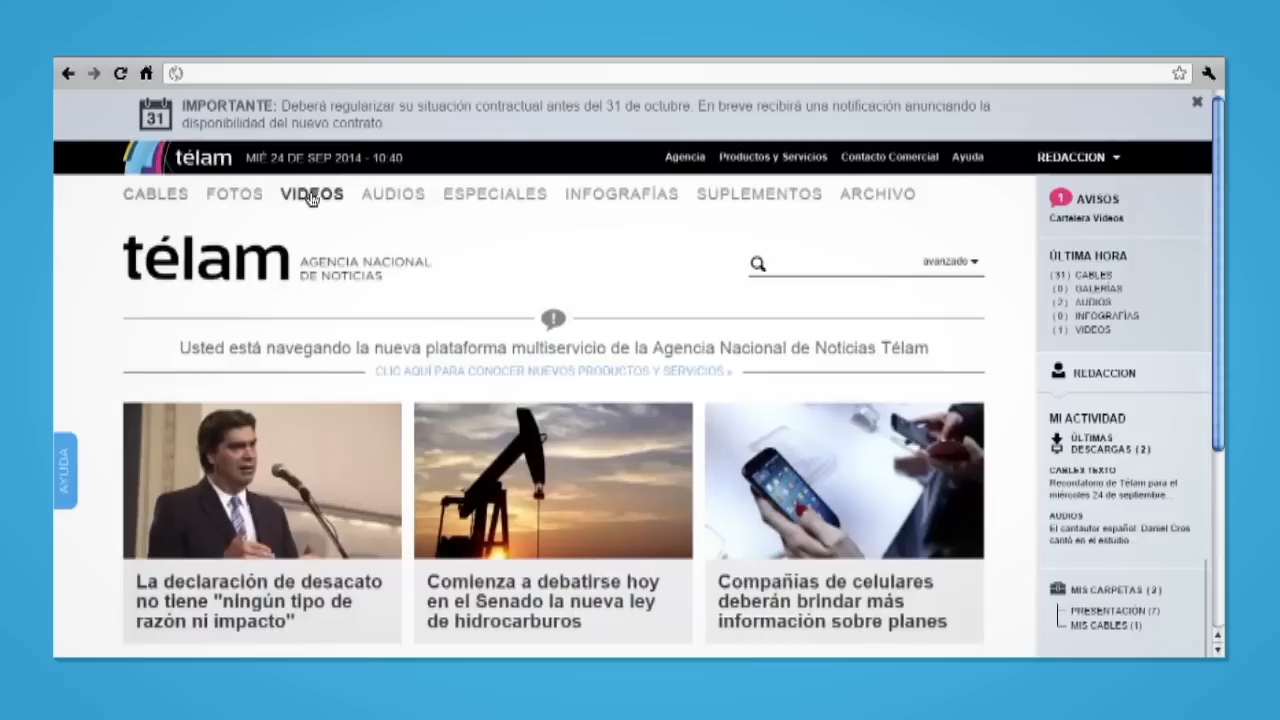 IMPORTANTE: Deberá regularizar su situación contractual antes del 31 de octubre. En breve recibirá una notificación anunciando la
disponibilidad del nuevo contrato
31
télam MIÉ 24 DE SEP 2014 - 10:40 Agencia Productos y Servicios Contacto Comercial Ayuda REDACCION
CABLES FOTOS VIDEOS AUDIOS ESPECIALES INFOGRAFÍAS SUPLEMENTOS ARCHIVO
télam AGENCIA NACIONAL
DE NOTICIAS
avanzado
Usted está navegando la nueva plataforma multiservicio de la Agencia Nacional de Noticias Télam
CLIC AQUÍ PARA CONOCER NUEVOS PRODUCTOS Y SERVICIOS »
AYUDA
La declaración de desacato
no tiene "ningún tipo de
razón ni impacto"
Comienza a debatirse hoy
en el Senado la nueva ley
de hidrocarburos
Compañias de celulares
deberán brindar más
información sobre planes
1 AVISOS
Cartelera Videos
ÚLTIMA HORA
(31) CABLES
(0) GALERÍAS
(2) AUDIOS
(0) INFOGRAFÍAS
(1) VIDEOS
REDACCION
MI ACTIVIDAD
ÚLTIMAS
DESCARGAS (2)
CABLES TEXTO
Recordatorio de Télam para el
miércoles 24 de septiembre...
AUDIOS
El cantautor español Daniel Cros
cantó en el estudio...
MIS CARPETAS (2)
PRESENTACIÓN (7)
MIS CABLES (1)